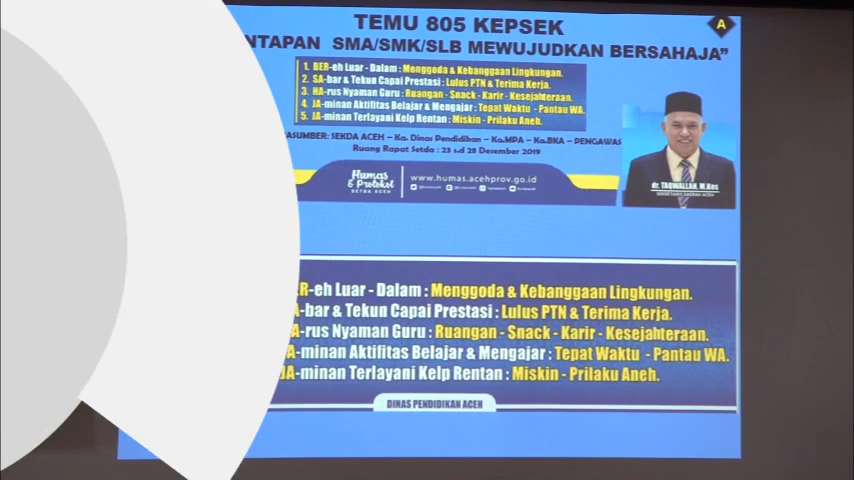 TEMU 805 KEPSEK
A
NTAPAN SMA/SMK/SLB MEWUJUDKAN BERSAHAJA”
1. BER-eh Luar - Dalam : Menggoda & Kebanggaan Lingkungan.
2. SA-bar & Tekun Capai Prestasi : Lulus PTN & Terima Kerja.
3. HA-rus Nyaman Guru : Ruangan - Snack - Karir - Kesejahteraan.
4. JA-minan Aktifitas Belajar & Mengajar : Tepat Waktu - Pantau WA.
5. JA-minan Terlayani Kelp Rentan : Miskin - Prilaku Aneh.
ASUMBER: SEKDA ACEH – Ka. Dinas Pendidikan – Ka.MPA – Ka.BKA – PENGAWAS
Ruang Rapat Setda : 23 s.d 28 Desember 2019
Humas & Protokol
SETDA ACEH
www.humas.acehprov.go.id
dr. TAQWALLAH, M.Kes
SEKRETARIS DAERAH ACEH
R-eh Luar - Dalam : Menggoda & Kebanggaan Lingkungan.
A-bar & Tekun Capai Prestasi : Lulus PTN & Terima Kerja.
A-rus Nyaman Guru : Ruangan - Snack - Karir - Kesejahteraan.
A-minan Aktifitas Belajar & Mengajar : Tepat Waktu - Pantau WA.
JA-minan Terlayani Kelp Rentan : Miskin - Prilaku Aneh.
DINAS PENDIDIKAN ACEH